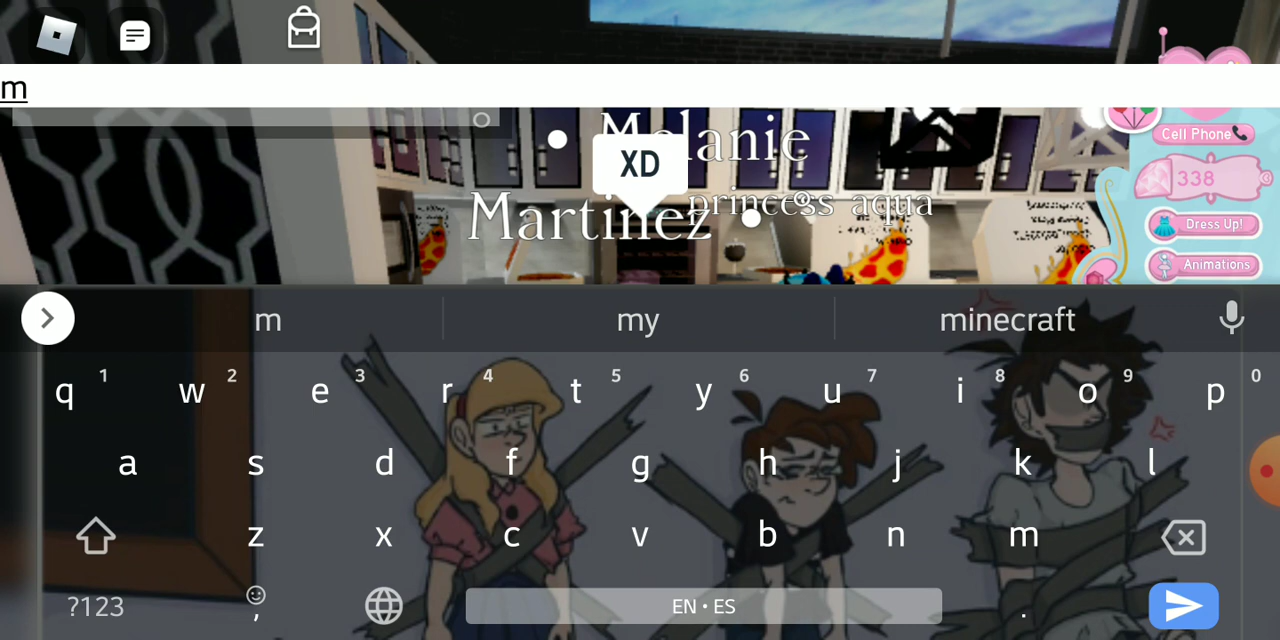 m
Melanie
XD
Martinez
princess aqua
Cell Phone
338
Dress Up!
Animations
m my minecraft
q 1 w 2 e 3 r 4 t 5 y 6 u 7 i 8 o 9 p 0
a s d f g h j k l
z x c v b n m
?123 , EN • ES .